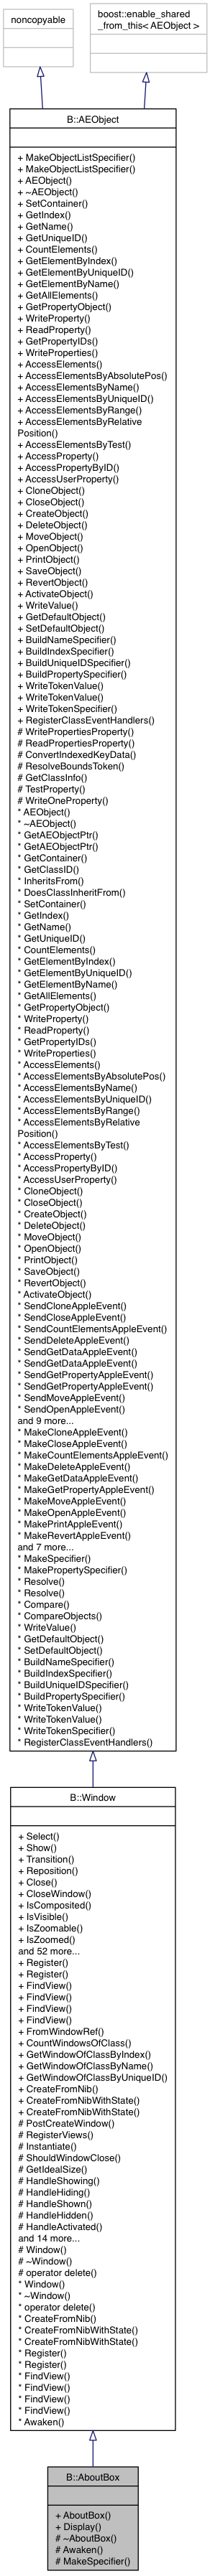 noncopyable
boost::enable_shared
_from_this< AEObject >
B::AEObject
+ MakeObjectListSpecifier()
+ MakeObjectListSpecifier()
+ AEObject()
+ ~AEObject()
+ SetContainer()
+ GetIndex()
+ GetName()
+ GetUniqueID()
+ CountElements()
+ GetElementByIndex()
+ GetElementByUniqueID()
+ GetElementByName()
+ GetAllElements()
+ GetPropertyObject()
+ WriteProperty()
+ ReadProperty()
+ GetPropertyIDs()
+ WriteProperties()
+ AccessElements()
+ AccessElementsByAbsolutePos()
+ AccessElementsByName()
+ AccessElementsByUniqueID()
+ AccessElementsByRange()
+ AccessElementsByRelative
Position()
+ AccessElementsByTest()
+ AccessProperty()
+ AccessPropertyByID()
+ AccessUserProperty()
+ CloneObject()
+ CloseObject()
+ CreateObject()
+ DeleteObject()
+ MoveObject()
+ OpenObject()
+ PrintObject()
+ SaveObject()
+ RevertObject()
+ ActivateObject()
+ WriteValue()
+ GetDefaultObject()
+ SetDefaultObject()
+ BuildNameSpecifier()
+ BuildIndexSpecifier()
+ BuildUniqueIDSpecifier()
+ BuildPropertySpecifier()
+ WriteTokenValue()
+ WriteTokenValue()
+ WriteTokenSpecifier()
+ RegisterClassEventHandlers()
# WritePropertiesProperty()
# ReadPropertiesProperty()
# ConvertIndexedKeyData()
# ResolveBoundsToken()
# GetClassInfo()
# TestProperty()
# WriteOneProperty()
* AEObject()
* ~AEObject()
* GetAEObjectPtr()
* GetAEObjectPtr()
* GetContainer()
* GetClassID()
* InheritsFrom()
* DoesClassInheritFrom()
* SetContainer()
* GetIndex()
* GetName()
* GetUniqueID()
* CountElements()
* GetElementByIndex()
* GetElementByUniqueID()
* GetElementByName()
* GetAllElements()
* GetPropertyObject()
* WriteProperty()
* ReadProperty()
* GetPropertyIDs()
* WriteProperties()
* AccessElements()
* AccessElementsByAbsolutePos()
* AccessElementsByName()
* AccessElementsByUniqueID()
* AccessElementsByRange()
* AccessElementsByRelative
Position()
* AccessElementsByTest()
* AccessProperty()
* AccessPropertyByID()
* AccessUserProperty()
* CloneObject()
* CloseObject()
* CreateObject()
* DeleteObject()
* MoveObject()
* OpenObject()
* PrintObject()
* SaveObject()
* RevertObject()
* ActivateObject()
* SendCloneAppleEvent()
* SendCloseAppleEvent()
* SendCountElementsAppleEvent()
* SendDeleteAppleEvent()
* SendGetDataAppleEvent()
* SendGetDataAppleEvent()
* SendGetPropertyAppleEvent()
* SendGetPropertyAppleEvent()
* SendMoveAppleEvent()
* SendOpenAppleEvent()
and 9 more...
* MakeCloneAppleEvent()
* MakeCloseAppleEvent()
* MakeCountElementsAppleEvent()
* MakeDeleteAppleEvent()
* MakeGetDataAppleEvent()
* MakeGetPropertyAppleEvent()
* MakeMoveAppleEvent()
* MakeOpenAppleEvent()
* MakePrintAppleEvent()
* MakeRevertAppleEvent()
and 7 more...
* MakeSpecifier()
* MakePropertySpecifier()
* Resolve()
* Resolve()
* Compare()
* CompareObjects()
* WriteValue()
* GetDefaultObject()
* SetDefaultObject()
* BuildNameSpecifier()
* BuildIndexSpecifier()
* BuildUniqueIDSpecifier()
* BuildPropertySpecifier()
* WriteTokenValue()
* WriteTokenValue()
* WriteTokenSpecifier()
* RegisterClassEventHandlers()
B::Window
+ Select()
+ Show()
+ Transition()
+ Reposition()
+ Close()
+ CloseWindow()
+ IsComposited()
+ IsVisible()
+ IsZoomable()
+ IsZoomed()
and 52 more...
+ Register()
+ Register()
+ FindView()
+ FindView()
+ FindView()
+ FindView()
+ FromWindowRef()
+ CountWindowsOfClass()
+ GetWindowOfClassByIndex()
+ GetWindowOfClassByName()
+ GetWindowOfClassByUniqueID()
+ CreateFromNib()
+ CreateFromNibWithState()
+ CreateFromNibWithState()
# PostCreateWindow()
# RegisterViews()
# Instantiate()
# ShouldWindowClose()
# GetIdealSize()
# HandleShowing()
# HandleHiding()
# HandleShown()
# HandleHidden()
# HandleActivated()
and 14 more...
# Window()
# ~Window()
# operator delete()
* Window()
* ~Window()
* operator delete()
* CreateFromNib()
* CreateFromNibWithState()
* CreateFromNibWithState()
* Register()
* Register()
* FindView()
* FindView()
* FindView()
* FindView()
* Awaken()
B::AboutBox
+ AboutBox()
+ Display()
# ~AboutBox()
# Awaken()
# MakeSpecifier()